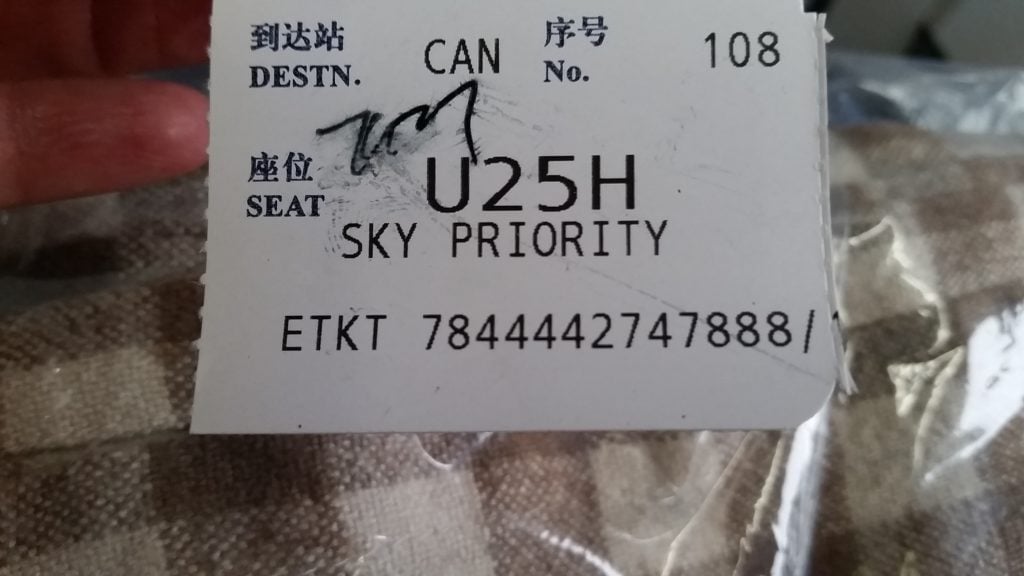 到达站 CAN 序号 108
DESTN. No.
座位 U25H
SEAT
SKY PRIORITY
ETKT 7844442747888/